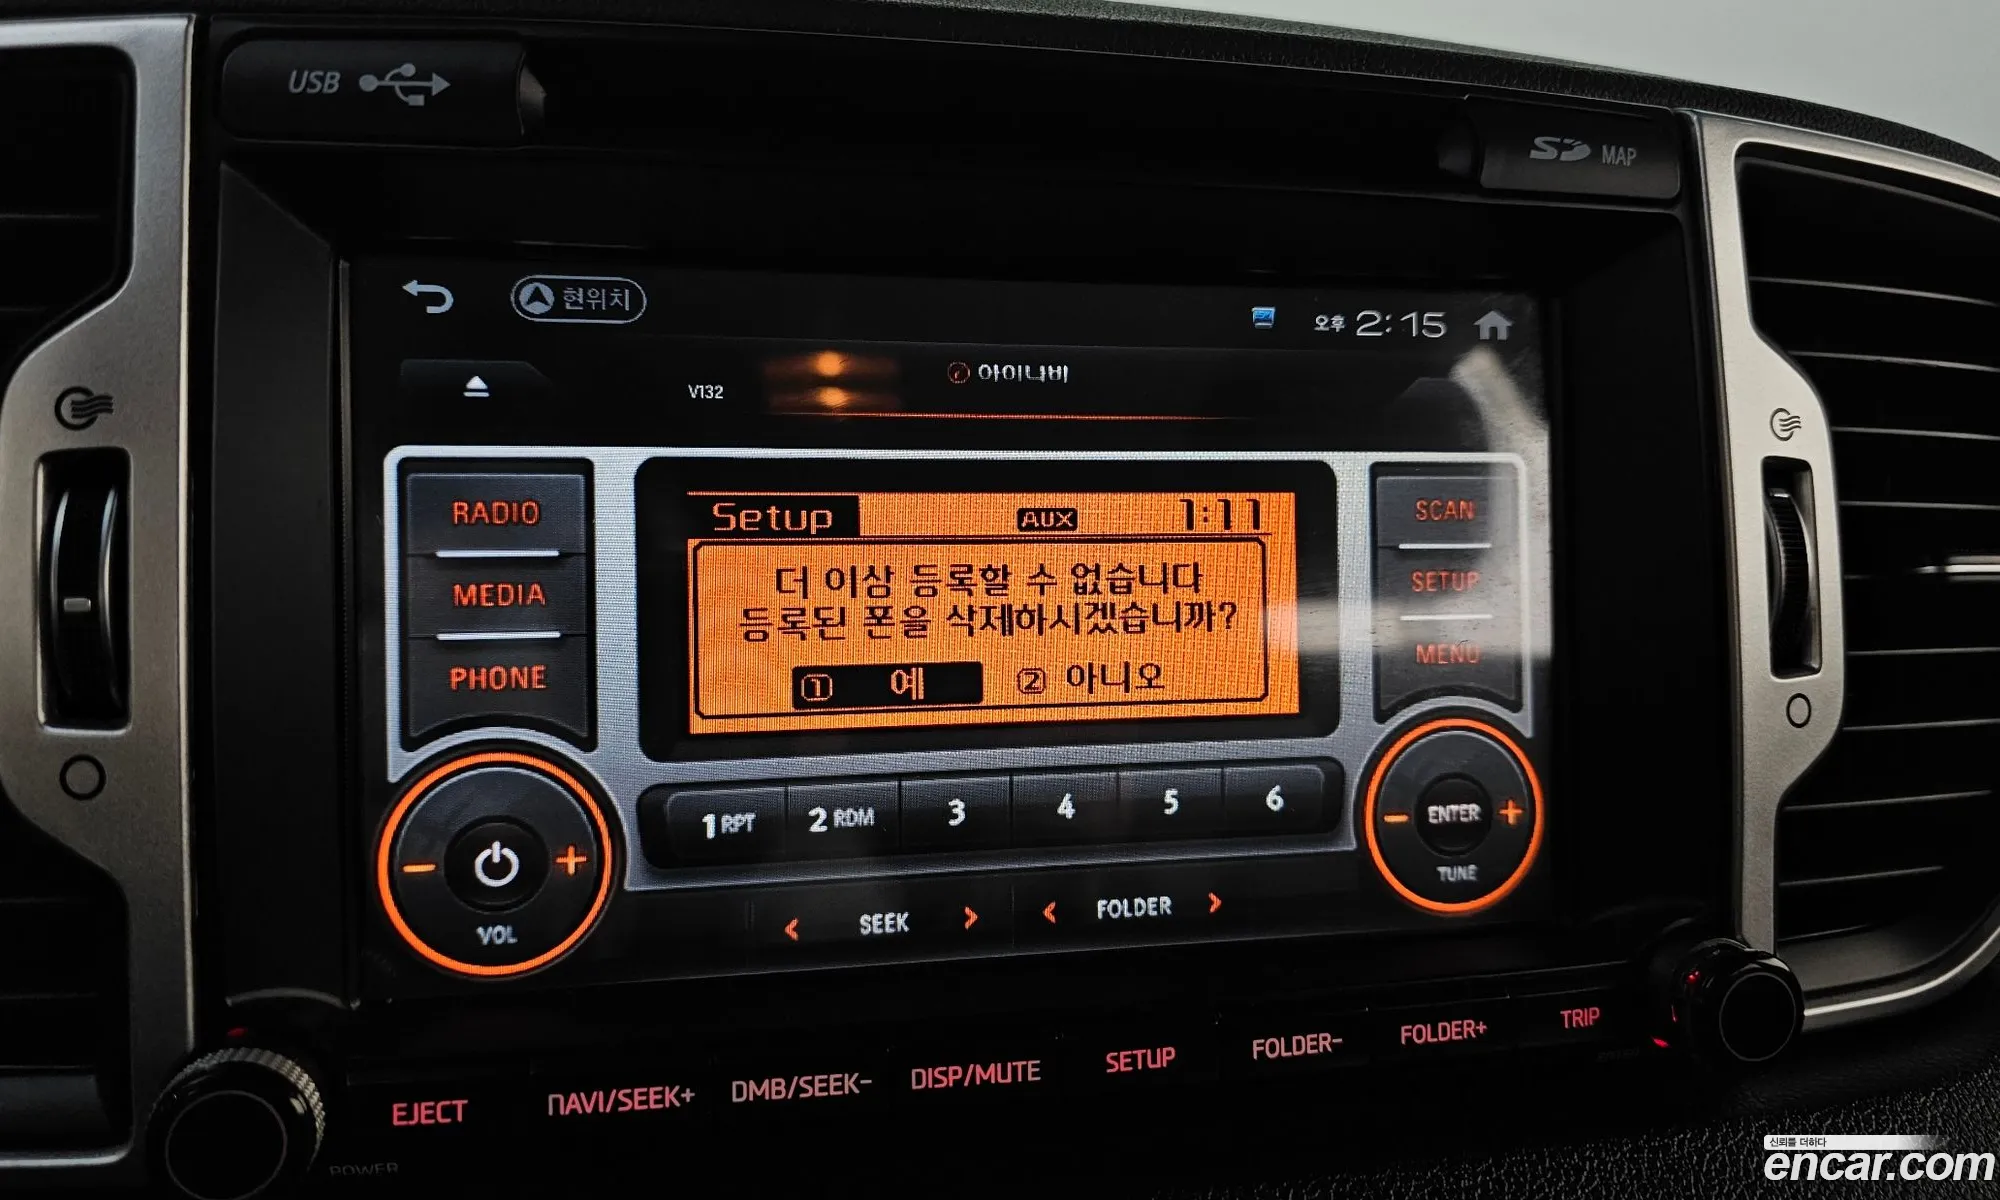 USB
SD MAP
현위치
오후 2:15
V132
아이나비
RADIO
MEDIA
PHONE
Setup AUX 1:11
더 이상 등록할 수 없습니다
등록된 폰을 삭제하시겠습니까?
1 예 2 아니오
SCAN
SETUP
MENU
1 RPT 2 RDM 3 4 5 6
VOL
ENTER
TUNE
SEEK
FOLDER
EJECT NAVI/SEEK+ DMB/SEEK- DISP/MUTE SETUP FOLDER- FOLDER+ TRIP
POWER
신뢰를 더하다
encar.com